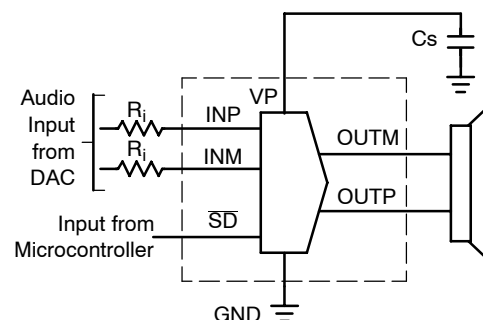 Cs
VP
Audio
Input
from
DAC
Ri
INP
Ri
INM
OUTM
OUTP
Input from
Microcontroller
SD
GND